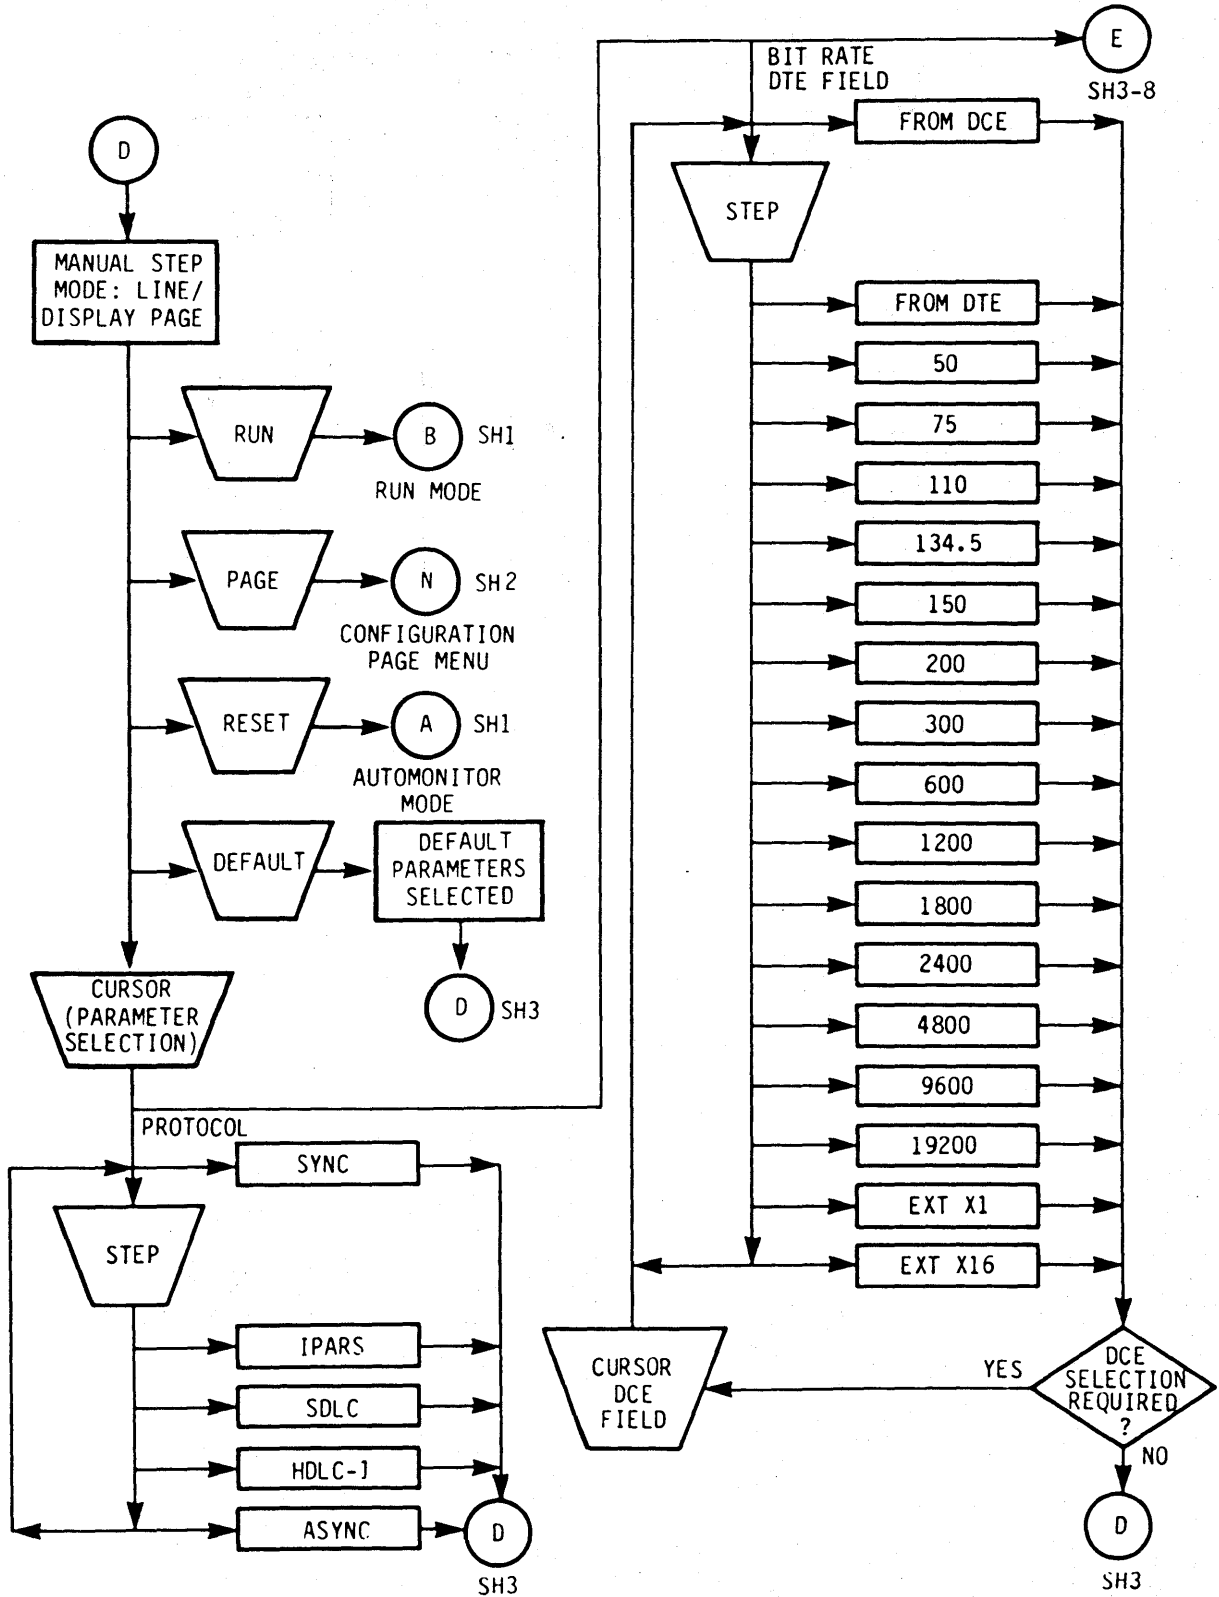 D
MANUAL STEP
MODE: LINE/
DISPLAY PAGE
RUN
B
SH1
RUN MODE
PAGE
N
SH2
CONFIGURATION
PAGE MENU
RESET
A
SH1
AUTOMONITOR
MODE
DEFAULT
DEFAULT
PARAMETERS
SELECTED
D
SH3
CURSOR
(PARAMETER
SELECTION)
PROTOCOL
SYNC
STEP
IPARS
SDLC
HDLC-1
ASYNC
D
SH3
E
SH3-8
BIT RATE
DTE FIELD
FROM DCE
STEP
FROM DTE
50
75
110
134.5
150
200
300
600
1200
1800
2400
4800
9600
19200
EXT X1
EXT X16
DCE
SELECTION
REQUIRED
?
YES
CURSOR
DCE
FIELD
NO
D
SH3